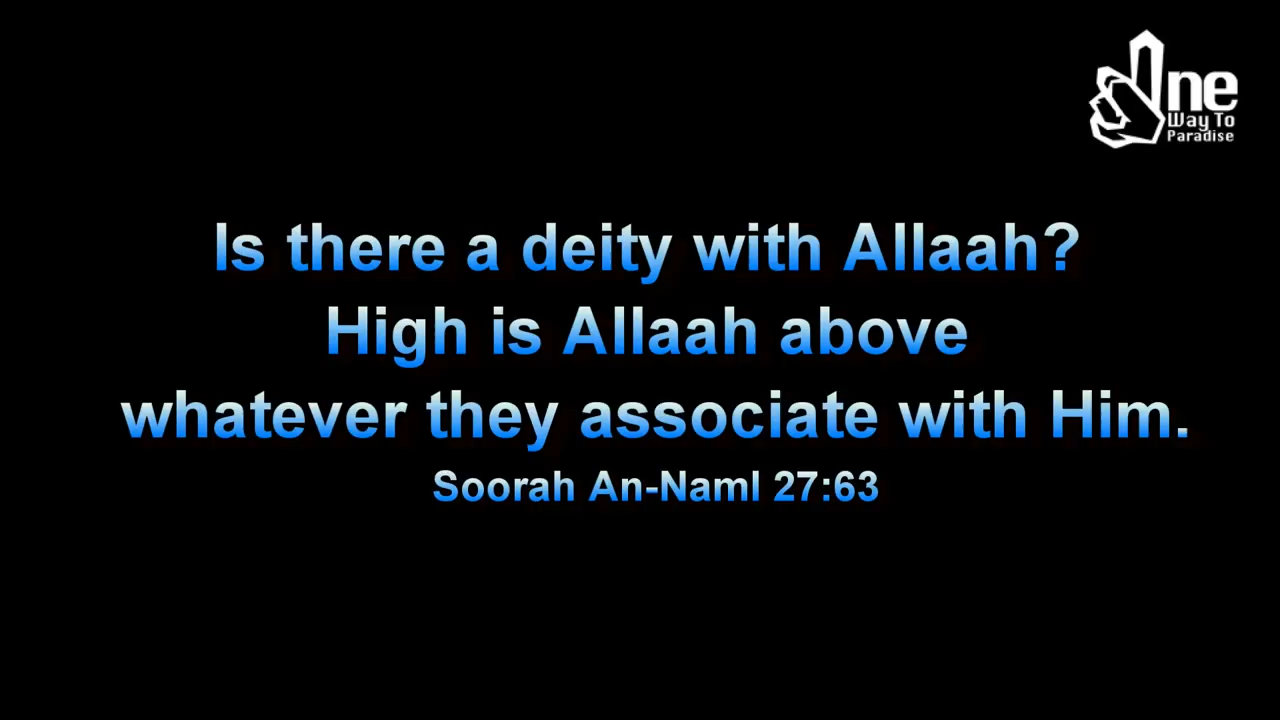 One
Way To
Paradise
Is there a deity with Allaah?
High is Allaah above
whatever they associate with Him.
Soorah An-Naml 27:63